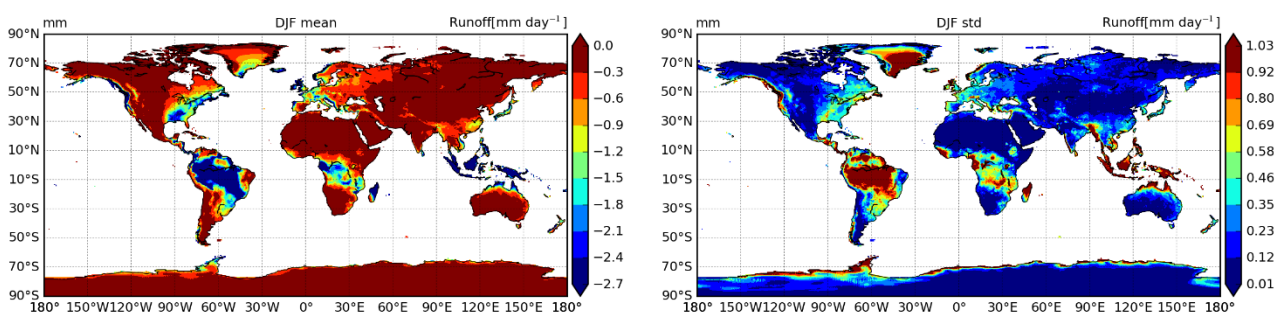 mm DJF mean Runoff[mm day⁻¹]
90°N
70°N
50°N
30°N
10°N
10°S
30°S
50°S
70°S
90°S
180° 150°W120°W 90°W 60°W 30°W 0° 30°E 60°E 90°E 120°E 150°E 180°
0.0
−0.3
−0.6
−0.9
−1.2
−1.5
−1.8
−2.1
−2.4
−2.7
mm DJF std Runoff[mm day⁻¹]
90°N
70°N
50°N
30°N
10°N
10°S
30°S
50°S
70°S
90°S
180° 150°W120°W 90°W 60°W 30°W 0° 30°E 60°E 90°E 120°E 150°E 180°
1.03
0.92
0.80
0.69
0.58
0.46
0.35
0.23
0.12
0.01